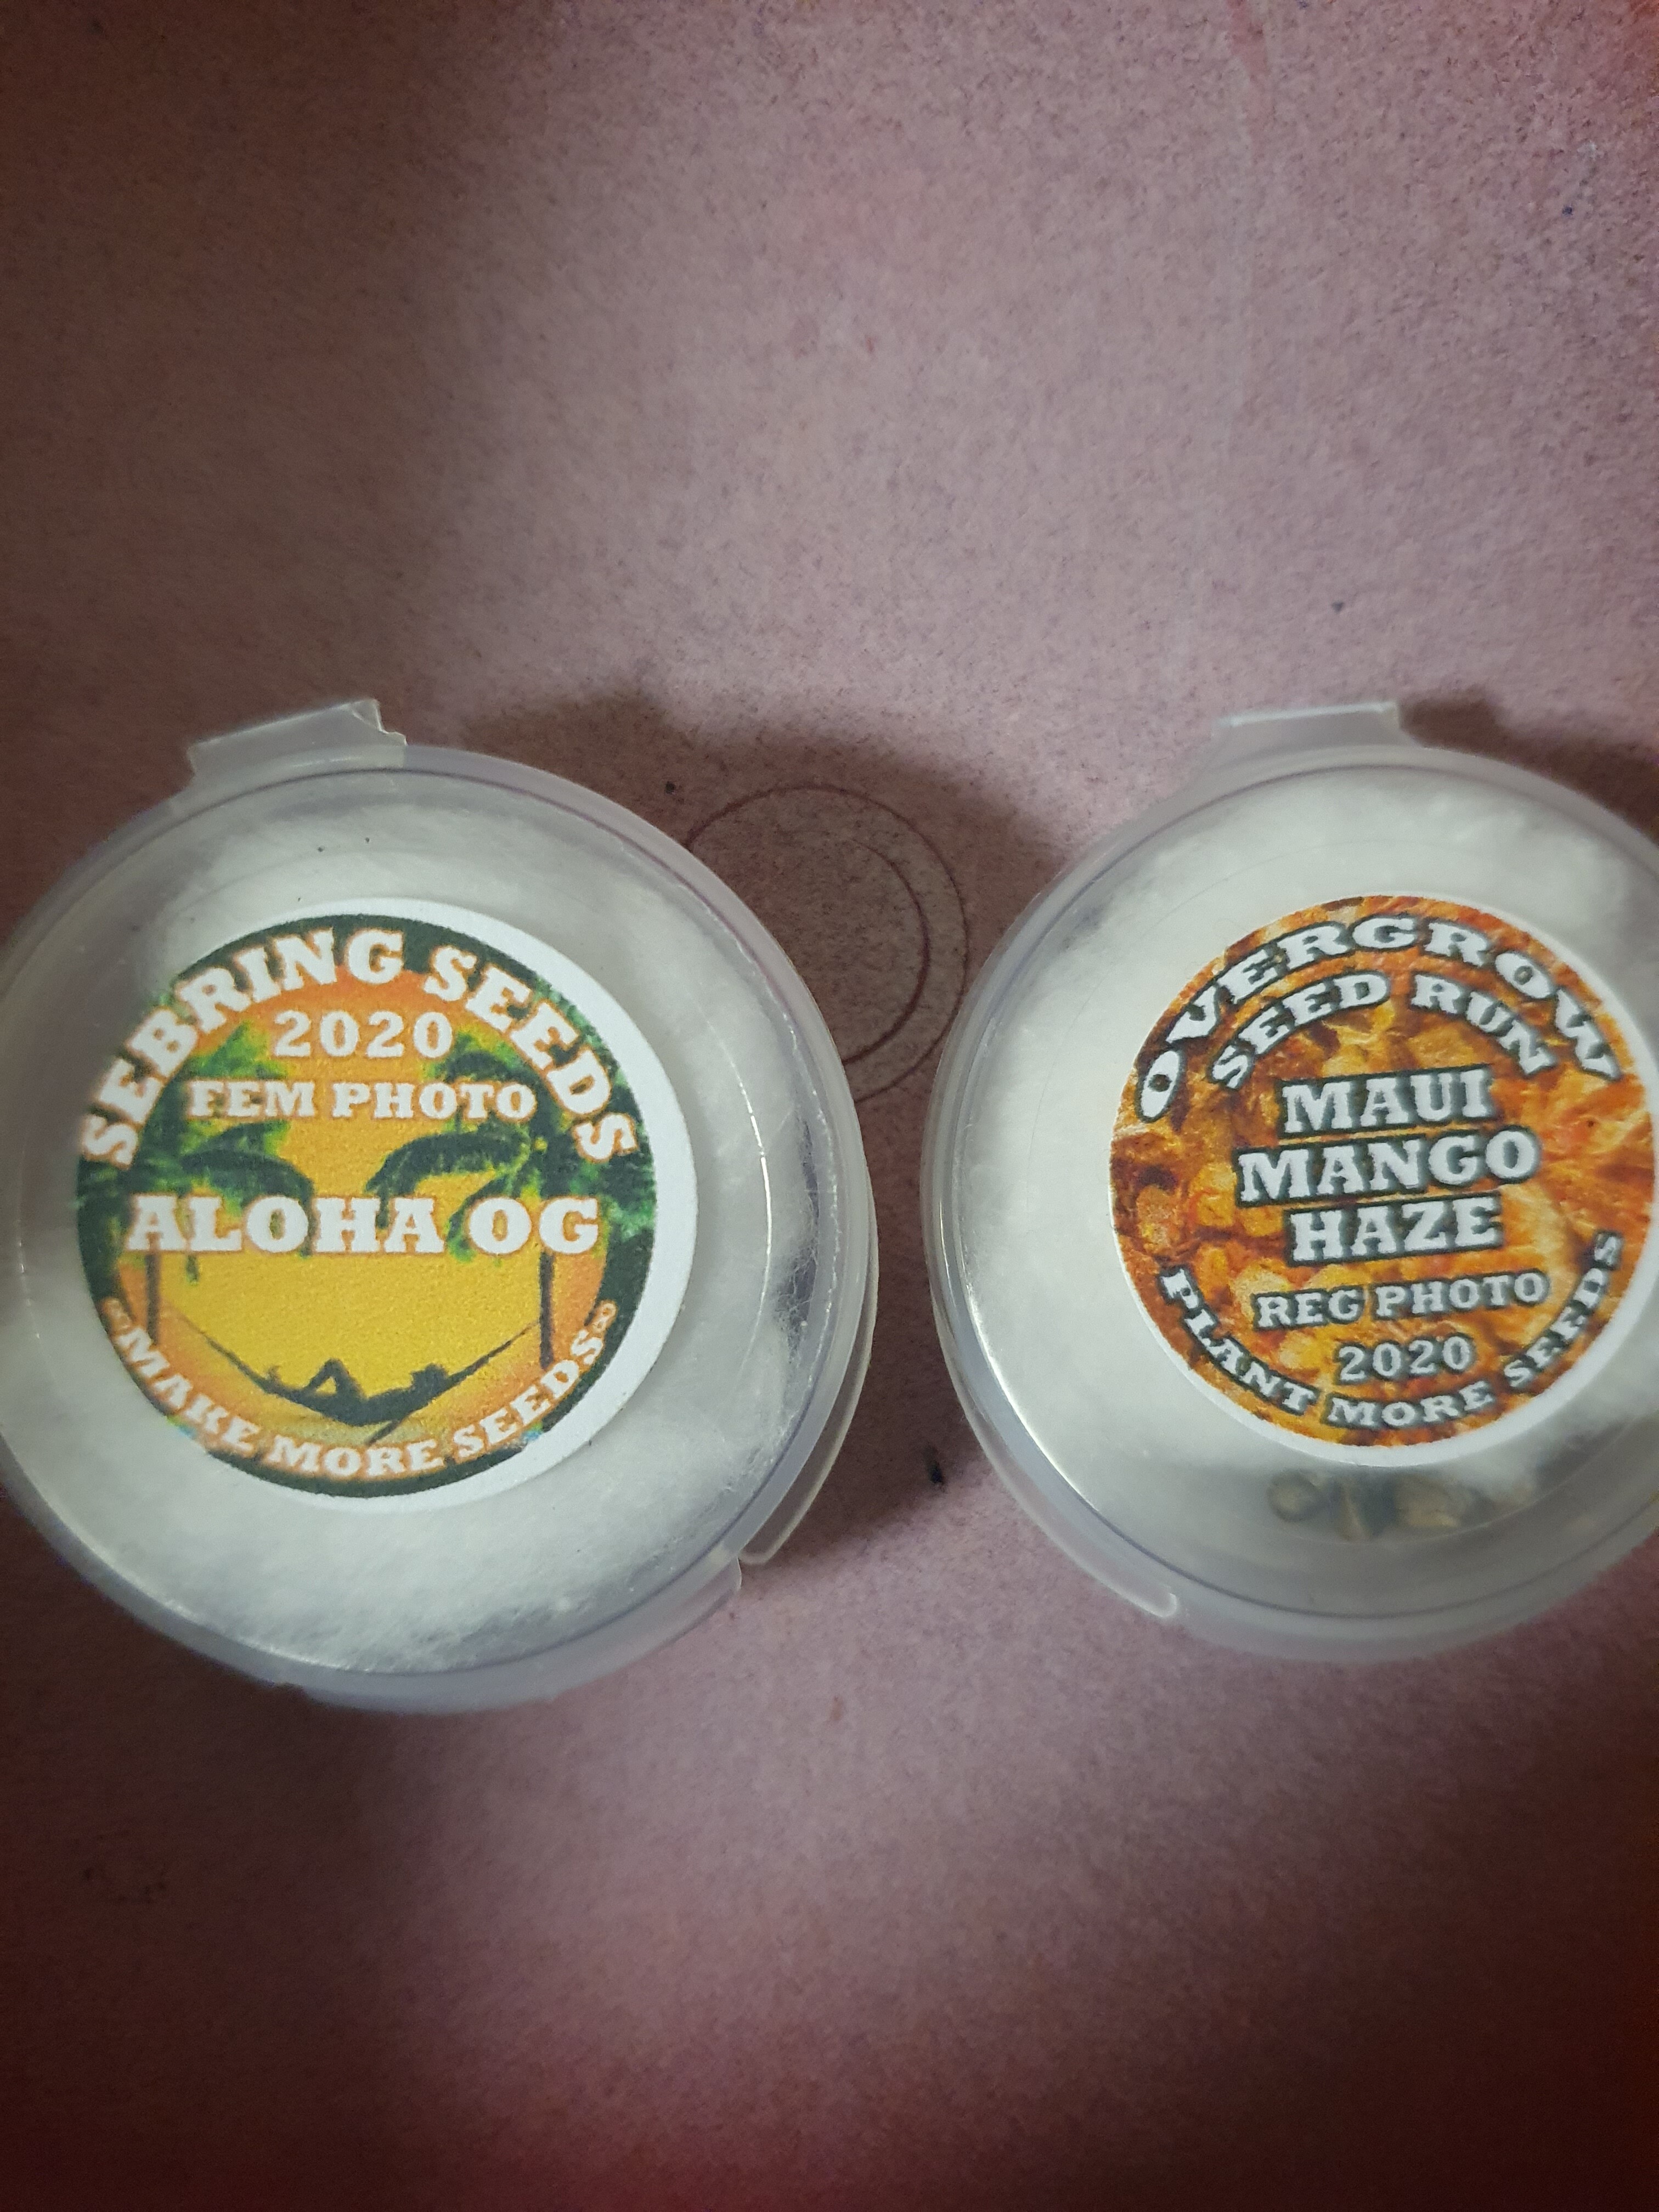 SEBRING SEEDS
2020
FEM PHOTO
ALOHA OG
"MAKE MORE SEEDS"
OVERGROW
SEED RUN
MAUI
MANGO
HAZE
REG PHOTO
2020
PLANT MORE SEEDS